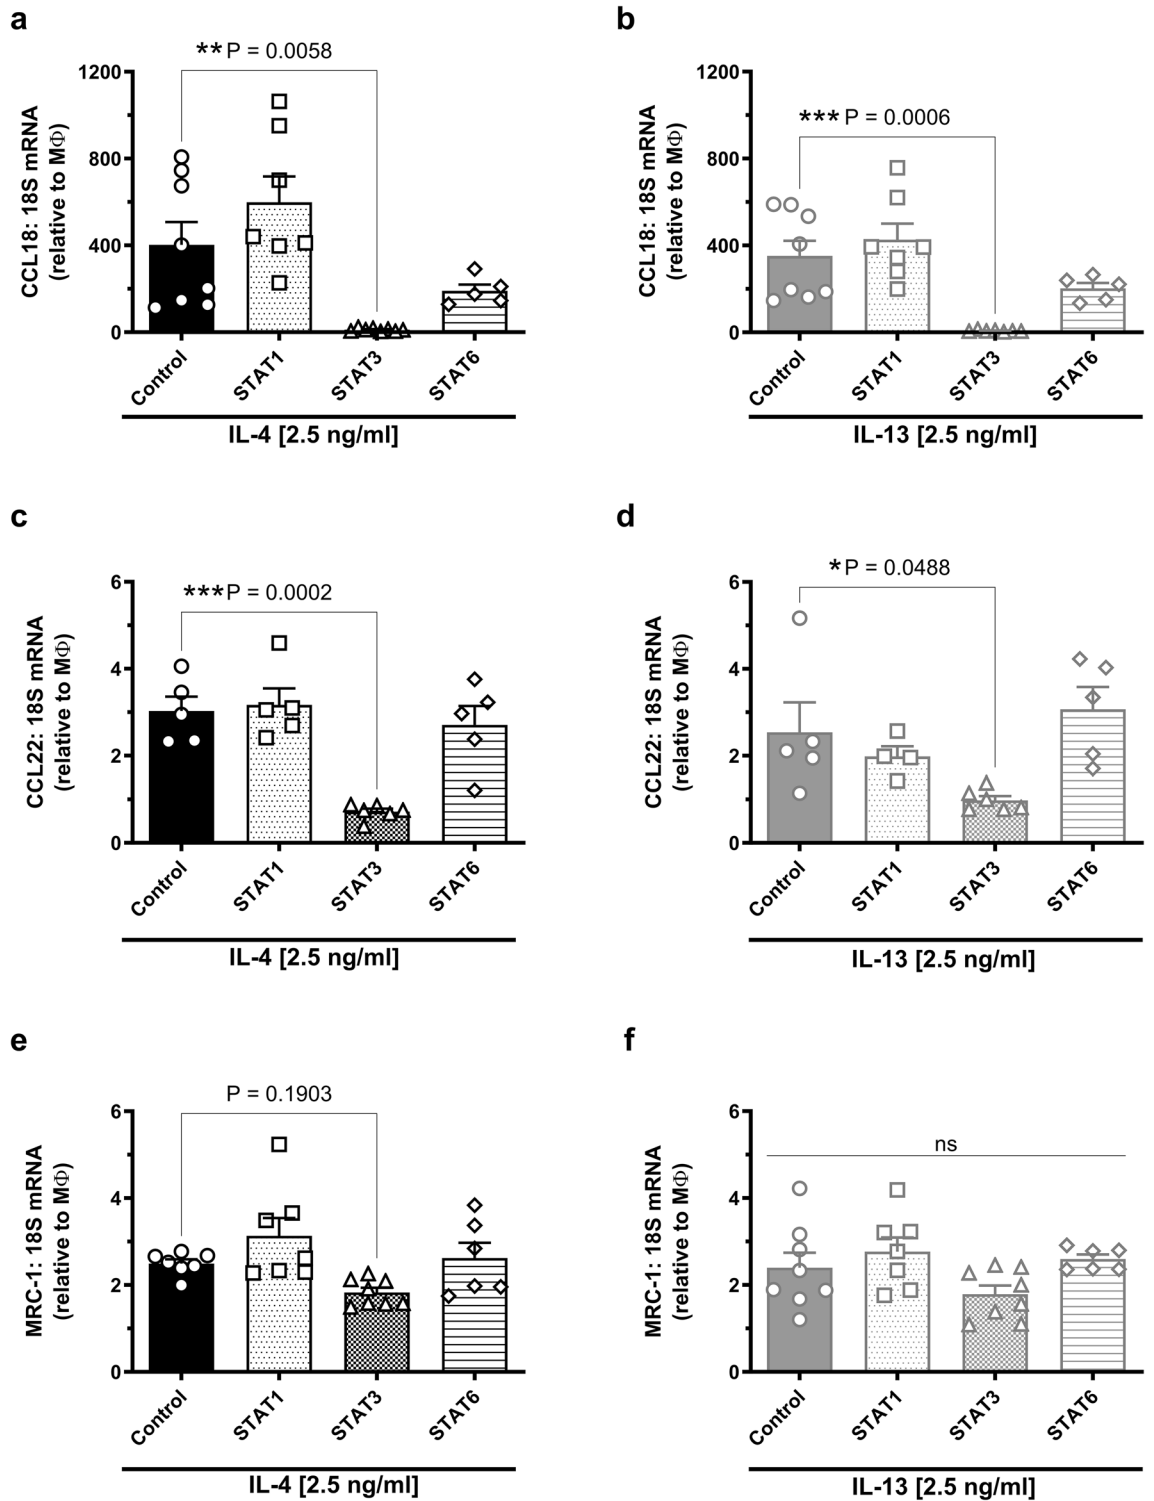 a
**P = 0.0058
CCL18: 18S mRNA
(relative to MΦ)
1200
800
400
0
Control
STAT1
STAT3
STAT6
IL-4 [2.5 ng/ml]
b
***P = 0.0006
CCL18: 18S mRNA
(relative to MΦ)
1200
800
400
0
Control
STAT1
STAT3
STAT6
IL-13 [2.5 ng/ml]
c
***P = 0.0002
CCL22: 18S mRNA
(relative to MΦ)
6
4
2
0
Control
STAT1
STAT3
STAT6
IL-4 [2.5 ng/ml]
d
*P = 0.0488
CCL22: 18S mRNA
(relative to MΦ)
6
4
2
0
Control
STAT1
STAT3
STAT6
IL-13 [2.5 ng/ml]
e
P = 0.1903
MRC-1: 18S mRNA
(relative to MΦ)
6
4
2
0
Control
STAT1
STAT3
STAT6
IL-4 [2.5 ng/ml]
f
ns
MRC-1: 18S mRNA
(relative to MΦ)
6
4
2
0
Control
STAT1
STAT3
STAT6
IL-13 [2.5 ng/ml]